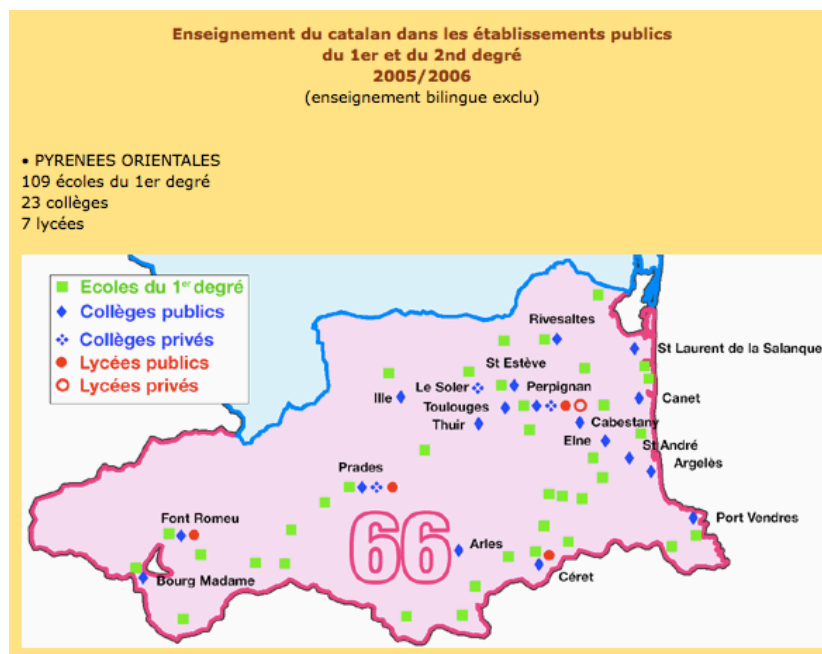 Enseignement du catalan dans les établissements publics
du 1er et du 2nd degré
2005/2006
(enseignement bilingue exclu)
• PYRENEES ORIENTALES
109 écoles du 1er degré
23 collèges
7 lycées
Ecoles du 1er degré
Collèges publics
Collèges privés
Lycées publics
Lycées privés
Rivesaltes
St Laurent de la Salanque
St Estève
Le Soler
Perpignan
Ille
Toulouges
Canet
Thuir
Cabestany
Elne
St André
Argelès
Prades
Font Romeu
66
Port Vendres
Arles
Bourg Madame
Céret